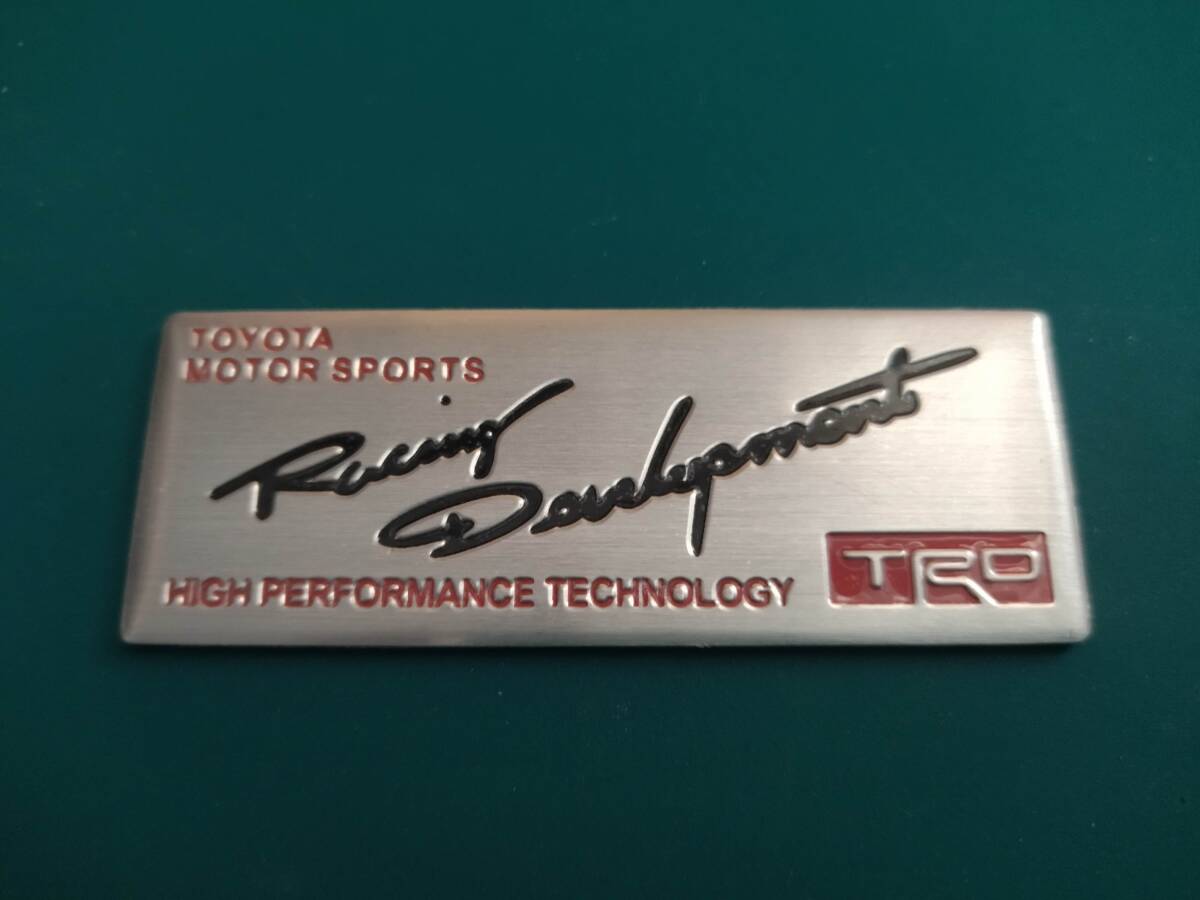 TOYOTA
MOTOR SPORTS
Racing
Development
HIGH PERFORMANCE TECHNOLOGY
TRD